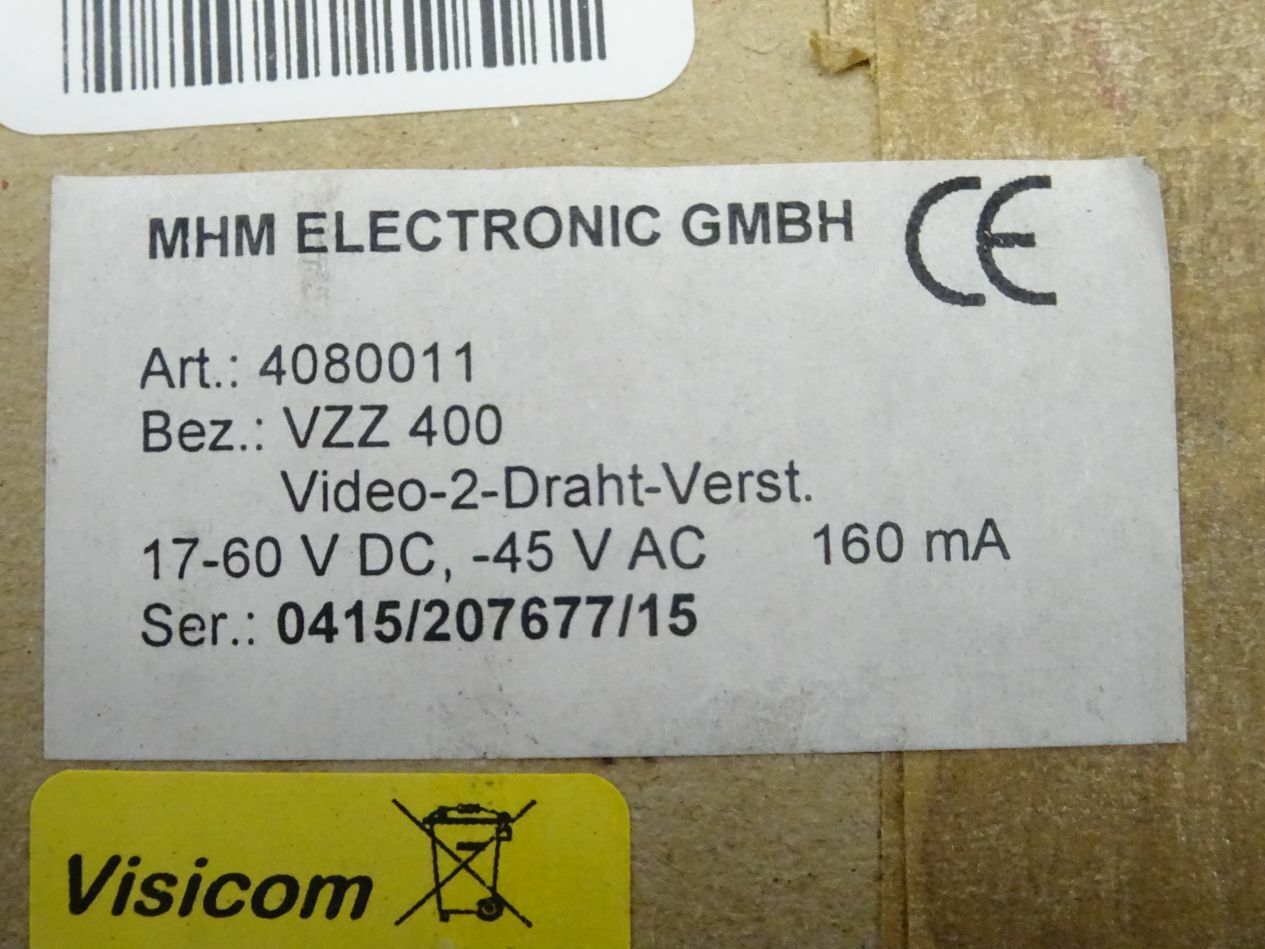 MHM ELECTRONIC GMBH CE
Art.: 4080011
Bez.: VZZ 400
Video-2-Draht-Verst.
17-60 V DC, -45 V AC 160 mA
Ser.: 0415/207677/15
Visicom